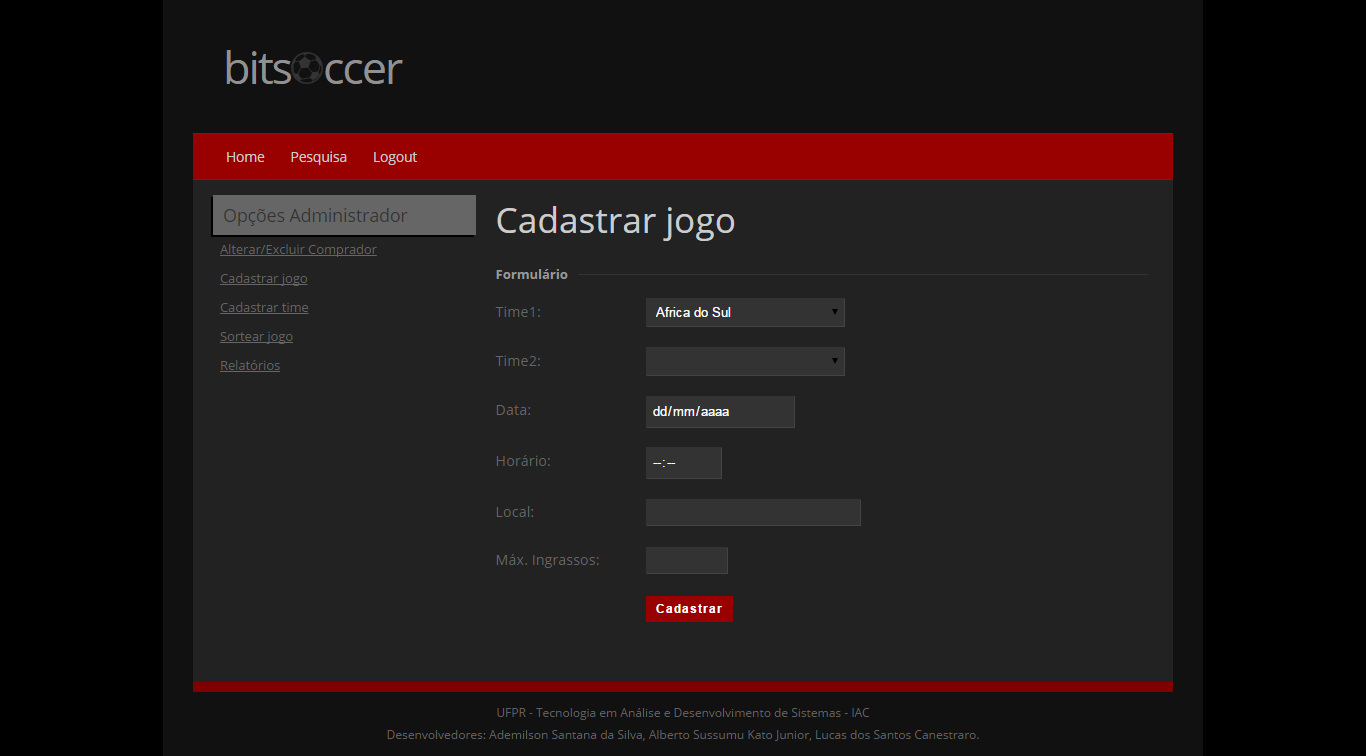 bitsoccer
Home Pesquisa Logout
Opções Administrador
Alterar/Excluir Comprador
Cadastrar jogo
Cadastrar time
Sortear jogo
Relatórios
Cadastrar jogo
Formulário
Time1: Africa do Sul
Time2:
Data: dd/mm/aaaa
Horário: --:--
Local:
Máx. Ingrassos:
Cadastrar
UFPR - Tecnologia em Análise e Desenvolvimento de Sistemas - IAC
Desenvolvedores: Ademilson Santana da Silva, Alberto Sussumu Kato Junior, Lucas dos Santos Canestraro.